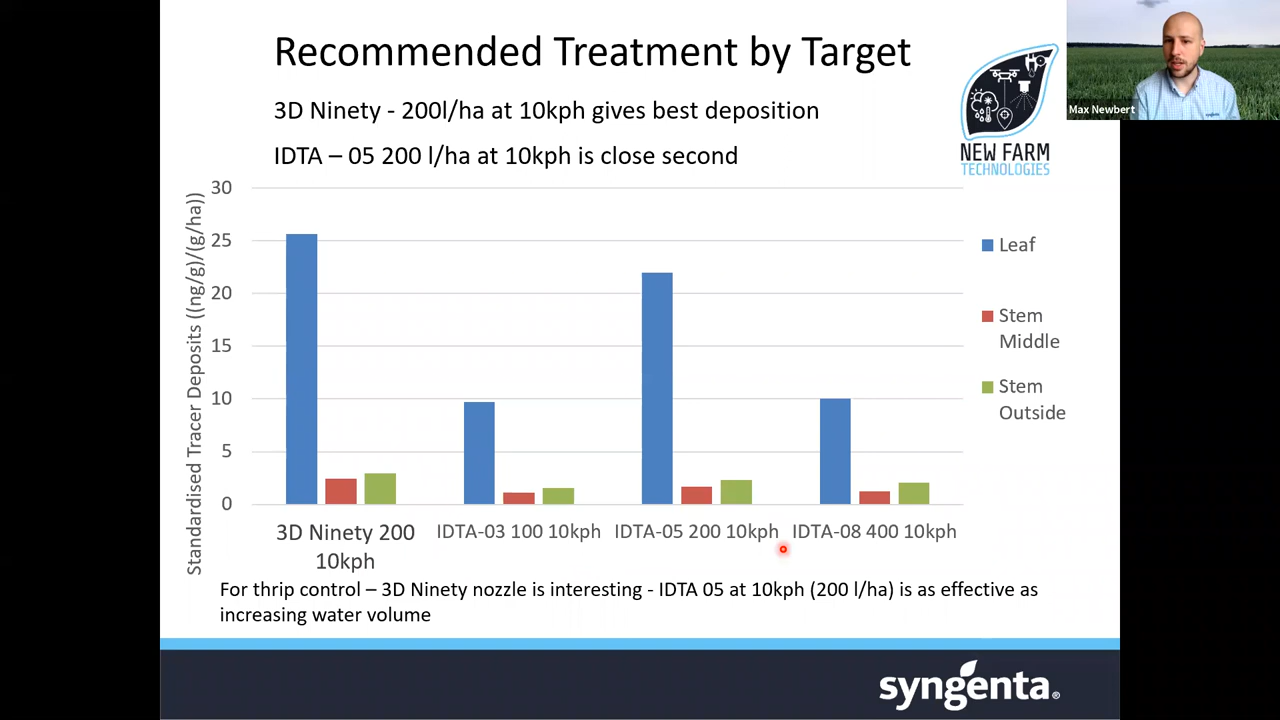 Recommended Treatment by Target
3D Ninety - 200l/ha at 10kph gives best deposition
IDTA – 05 200 l/ha at 10kph is close second
NEW FARM
TECHNOLOGIES
Max Newbert
Standardised Tracer Deposits ((ng/g)/(g/ha))
30
25
20
15
10
5
0
3D Ninety 200
10kph
IDTA-03 100 10kph
IDTA-05 200 10kph
IDTA-08 400 10kph
Leaf
Stem
Middle
Stem
Outside
For thrip control – 3D Ninety nozzle is interesting - IDTA 05 at 10kph (200 l/ha) is as effective as
increasing water volume
syngenta®